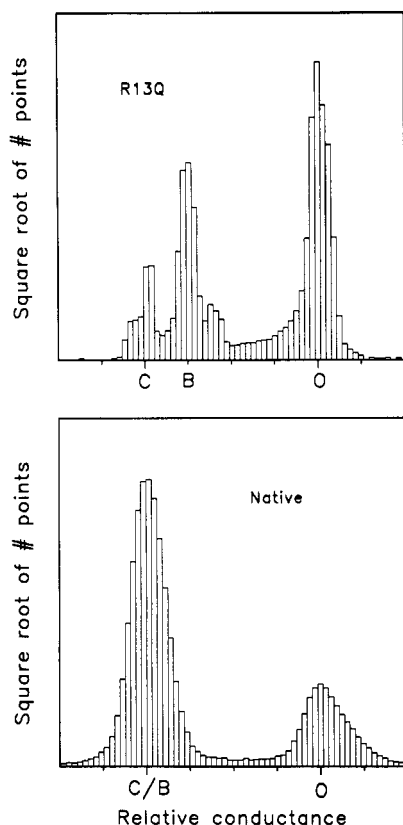 Square root of # points
R13Q
C B O
Square root of # points
Native
C/B O
Relative conductance